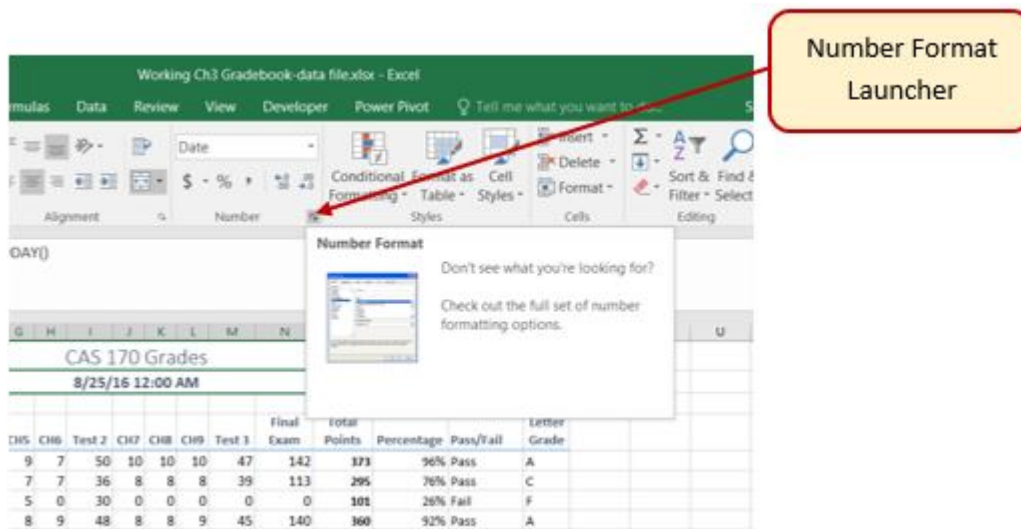 Number Format
Launcher
Working Ch3 Gradebook-data file.xlsx - Excel
rmulas Data Review View Developer Power Pivot Tell me what you want to do...
Date
$ % ,
Conditional Format as Cell
Formatting Table Styles
Insert
Delete
Format
Sort & Find &
Filter Select
Alignment Number Styles Cells Editing
DAY()
Number Format
Don't see what you're looking for?
Check out the full set of number
formatting options.
G H I J K L M N U
CAS 170 Grades
8/25/16 12:00 AM
Final Total Letter
CH5 CH6 Test 2 CH7 CH8 CH9 Test 3 Exam Points Percentage Pass/Fail Grade
9 7 50 10 10 10 47 142 373 96% Pass A
7 7 36 8 8 8 39 113 295 76% Pass C
5 0 30 0 0 0 0 0 101 26% Fail F
8 9 48 8 8 9 45 140 360 92% Pass A